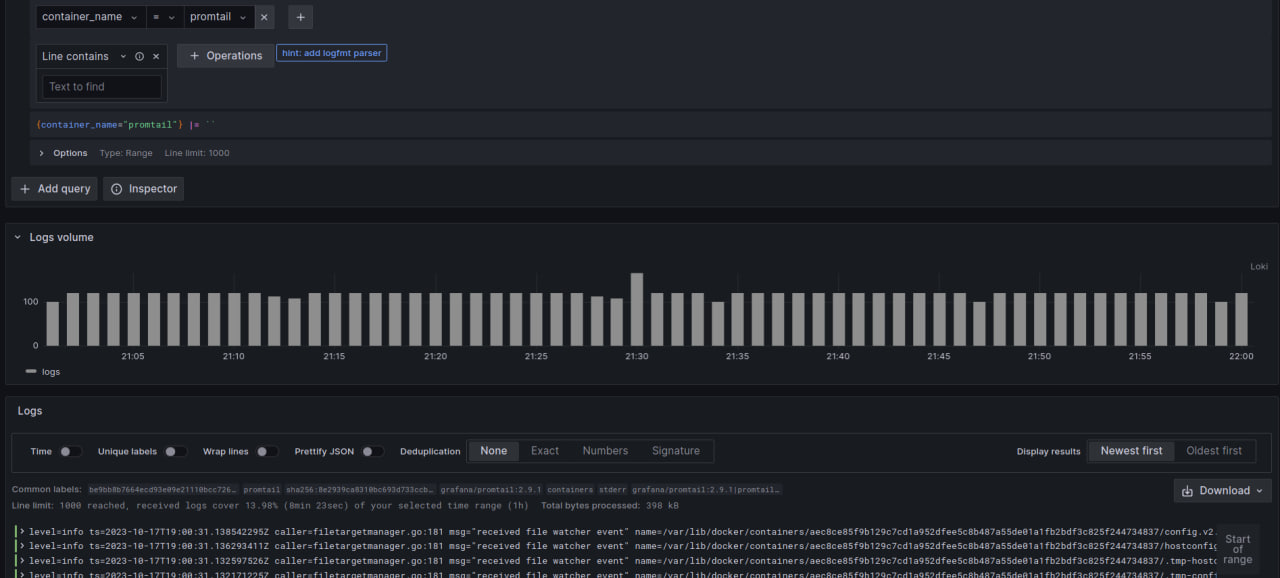 container_name = promtail
Line contains + Operations hint: add logfmt parser
Text to find
{container_name="promtail"} |= ``
Options Type: Range Line limit: 1000
+ Add query Inspector
Logs volume
Loki
100
0
21:05 21:10 21:15 21:20 21:25 21:30 21:35 21:40 21:45 21:50 21:55 22:00
logs
Logs
Time Unique labels Wrap lines Prettify JSON Deduplication None Exact Numbers Signature Display results Newest first Oldest first
Common labels: be9bb8b7664ecd93e09e21110bcc726… promtail sha256:8e2939ca8310bc693d733ccb… grafana/promtail:2.9.1 containers stderr grafana/promtail:2.9.1|promtail…
Download
Line limit: 1000 reached, received logs cover 13.98% (8min 23sec) of your selected time range (1h) Total bytes processed: 398 kB
level=info ts=2023-10-17T19:00:31.138542295Z caller=filetargetmanager.go:181 msg="received file watcher event" name=/var/lib/docker/containers/aec8ce85f9b129c7cd1a952dfee5c8b487a55de01a1fb2bdf3c825f244734837/config.v2.
level=info ts=2023-10-17T19:00:31.136293411Z caller=filetargetmanager.go:181 msg="received file watcher event" name=/var/lib/docker/containers/aec8ce85f9b129c7cd1a952dfee5c8b487a55de01a1fb2bdf3c825f244734837/hostconfig
level=info ts=2023-10-17T19:00:31.132597526Z caller=filetargetmanager.go:181 msg="received file watcher event" name=/var/lib/docker/containers/aec8ce85f9b129c7cd1a952dfee5c8b487a55de01a1fb2bdf3c825f244734837/.tmp-hostc
level=info ts=2023-10-17T19:00:31.132171225Z caller=filetargetmanager.go:181 msg="received file watcher event" name=/var/lib/docker/containers/aec8ce85f9b129c7cd1a952dfee5c8b487a55de01a1fb2bdf3c825f244734837/.tmp-confi
Start
of
range